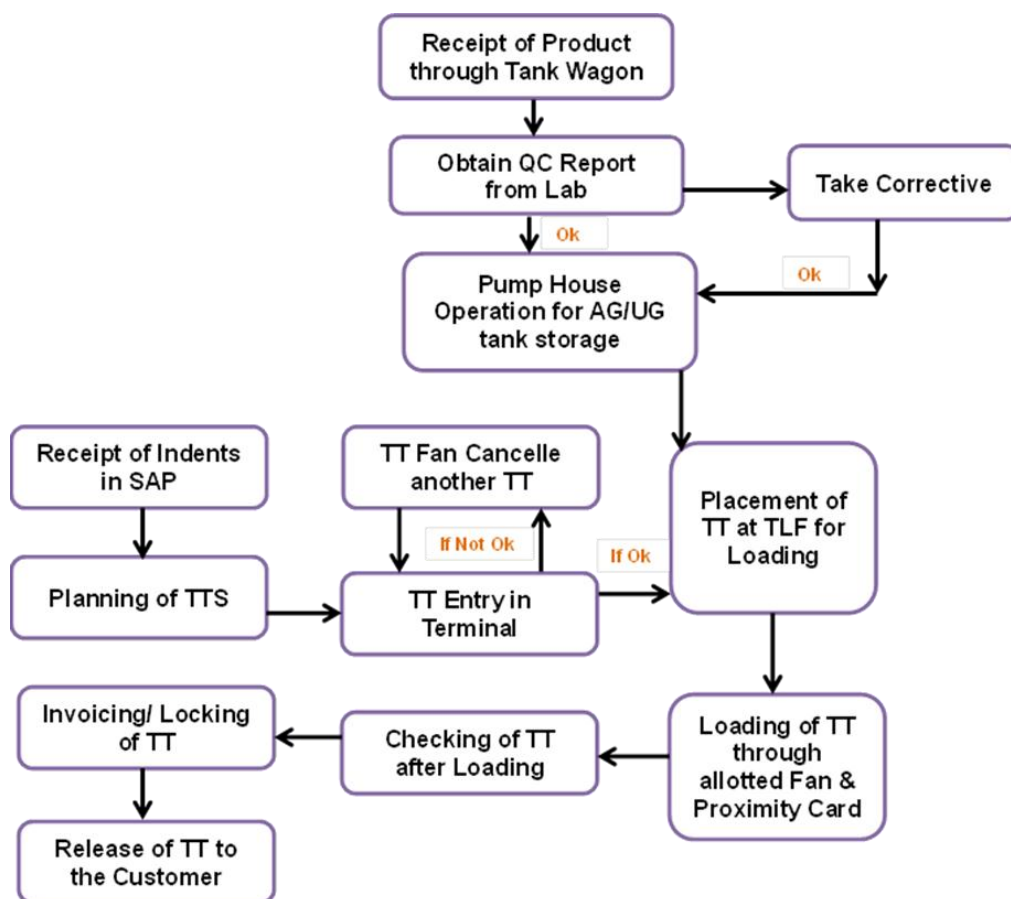 Receipt of Product
through Tank Wagon
Obtain QC Report
from Lab
Take Corrective
Ok
Ok
Pump House
Operation for AG/UG
tank storage
Receipt of Indents
in SAP
TT Fan Cancelle
another TT
Placement of
TT at TLF for
Loading
If Not Ok
If Ok
Planning of TTS
TT Entry in
Terminal
Invoicing/ Locking
of TT
Checking of TT
after Loading
Loading of TT
through
allotted Fan &
Proximity Card
Release of TT to
the Customer